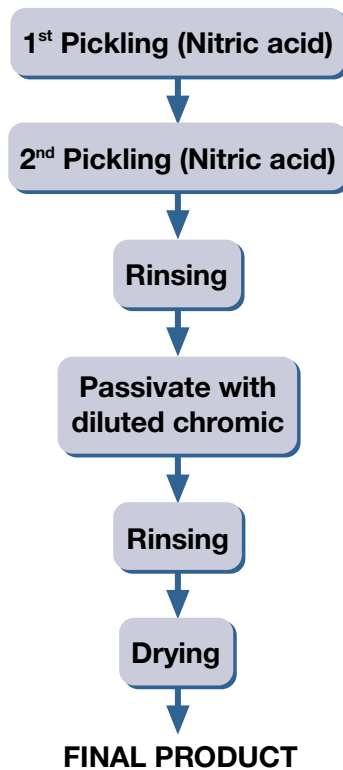 1st Pickling (Nitric acid)
2nd Pickling (Nitric acid)
Rinsing
Passivate with
diluted chromic
Rinsing
Drying
FINAL PRODUCT